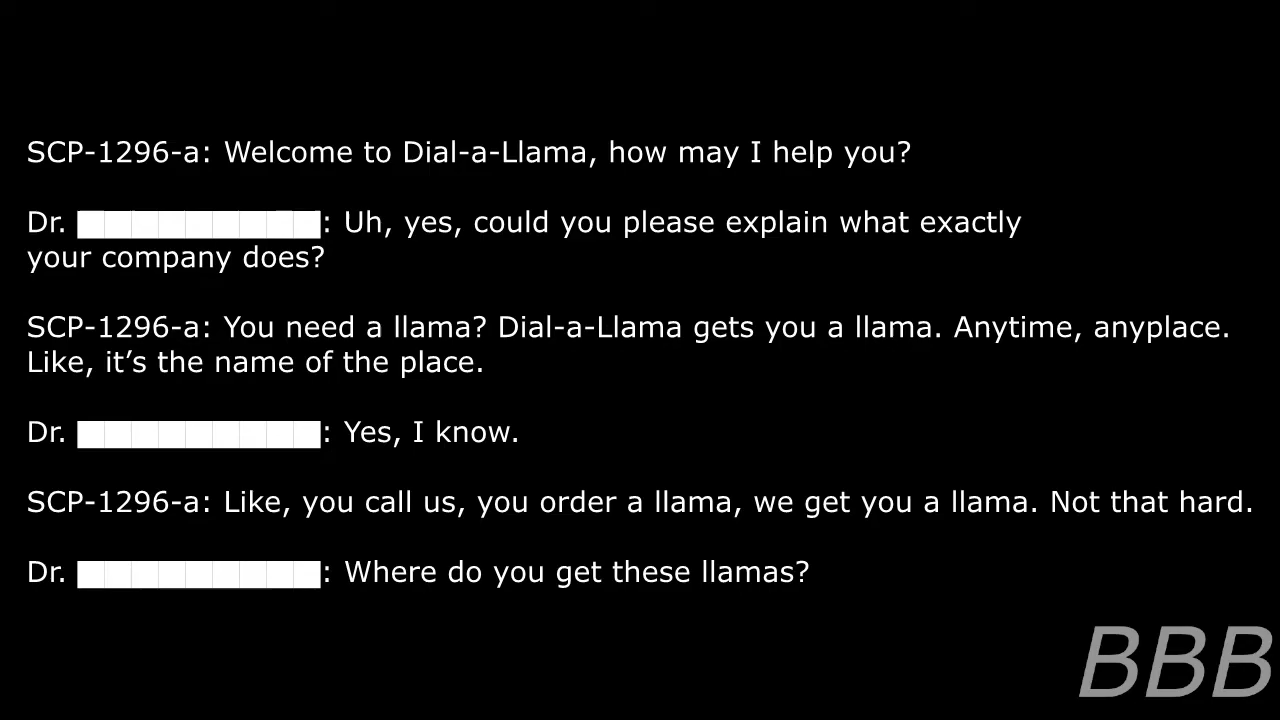 SCP-1296-a: Welcome to Dial-a-Llama, how may I help you?
Dr. █████████: Uh, yes, could you please explain what exactly
your company does?
SCP-1296-a: You need a llama? Dial-a-Llama gets you a llama. Anytime, anyplace.
Like, it’s the name of the place.
Dr. █████████: Yes, I know.
SCP-1296-a: Like, you call us, you order a llama, we get you a llama. Not that hard.
Dr. █████████: Where do you get these llamas?
BBB